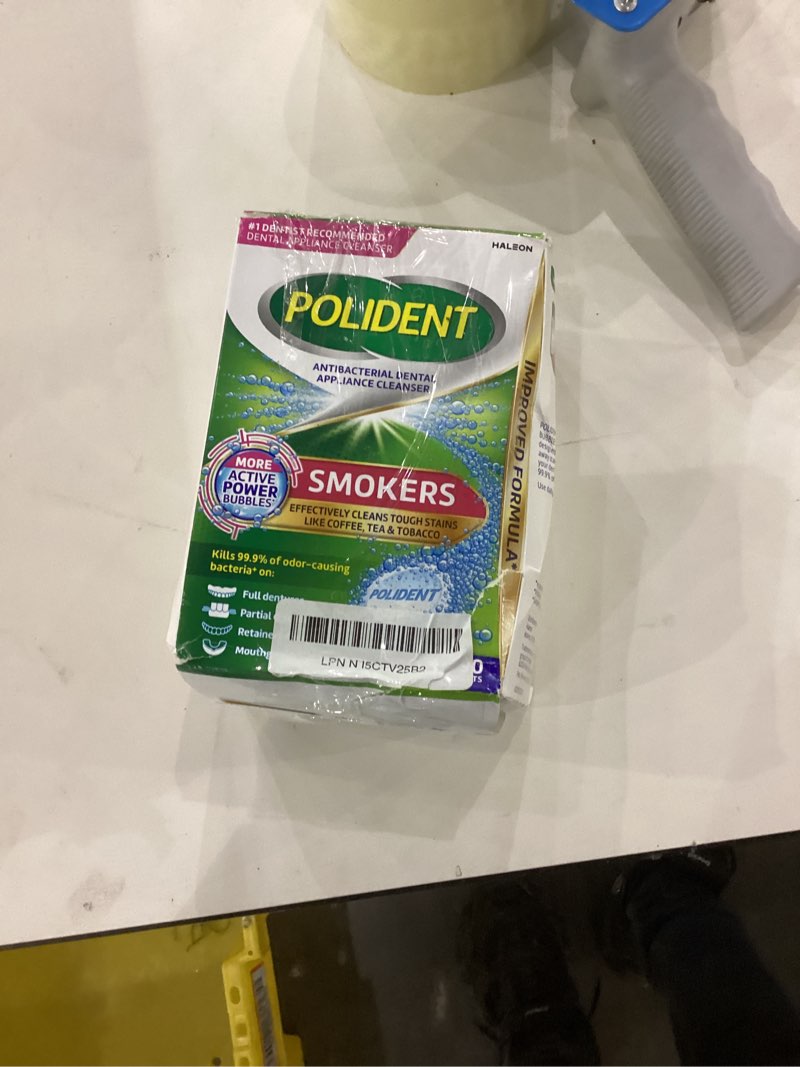 #1 DENTIST RECOMMENDED†
DENTAL APPLIANCE CLEANSER
HALEON
POLIDENT
ANTIBACTERIAL DENTAL
APPLIANCE CLEANSER
IMPROVED FORMULA*
MORE
ACTIVE
POWER
BUBBLES*
SMOKERS
EFFECTIVELY CLEANS TOUGH STAINS
LIKE COFFEE, TEA & TOBACCO
Kills 99.9% of odor-causing
bacteria⁺ on:
POLIDENT
Full
Partial
LPN N